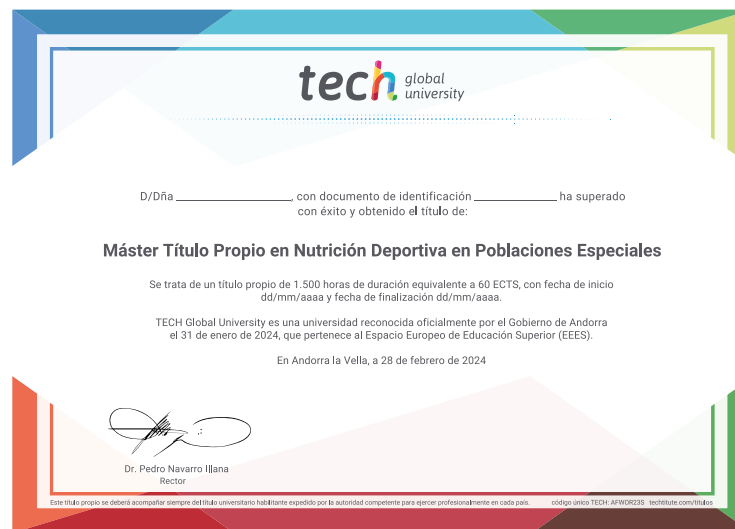 tech global
university
D/Dña ____________, con documento de identificación ____________ ha superado
con éxito y obtenido el título de:
Máster Título Propio en Nutrición Deportiva en Poblaciones Especiales
Se trata de un título propio de 1.500 horas de duración equivalente a 60 ECTS, con fecha de inicio
dd/mm/aaaa y fecha de finalización dd/mm/aaaa.
TECH Global University es una universidad reconocida oficialmente por el Gobierno de Andorra
el 31 de enero de 2024, que pertenece al Espacio Europeo de Educación Superior (EEES).
En Andorra la Vella, a 28 de febrero de 2024
Dr. Pedro Navarro Illana
Rector
Este título propio se deberá acompañar siempre del título universitario habilitante expedido por la autoridad competente para ejercer profesionalmente en cada país. código único TECH: AFWOR23S techtitute.com/títulos